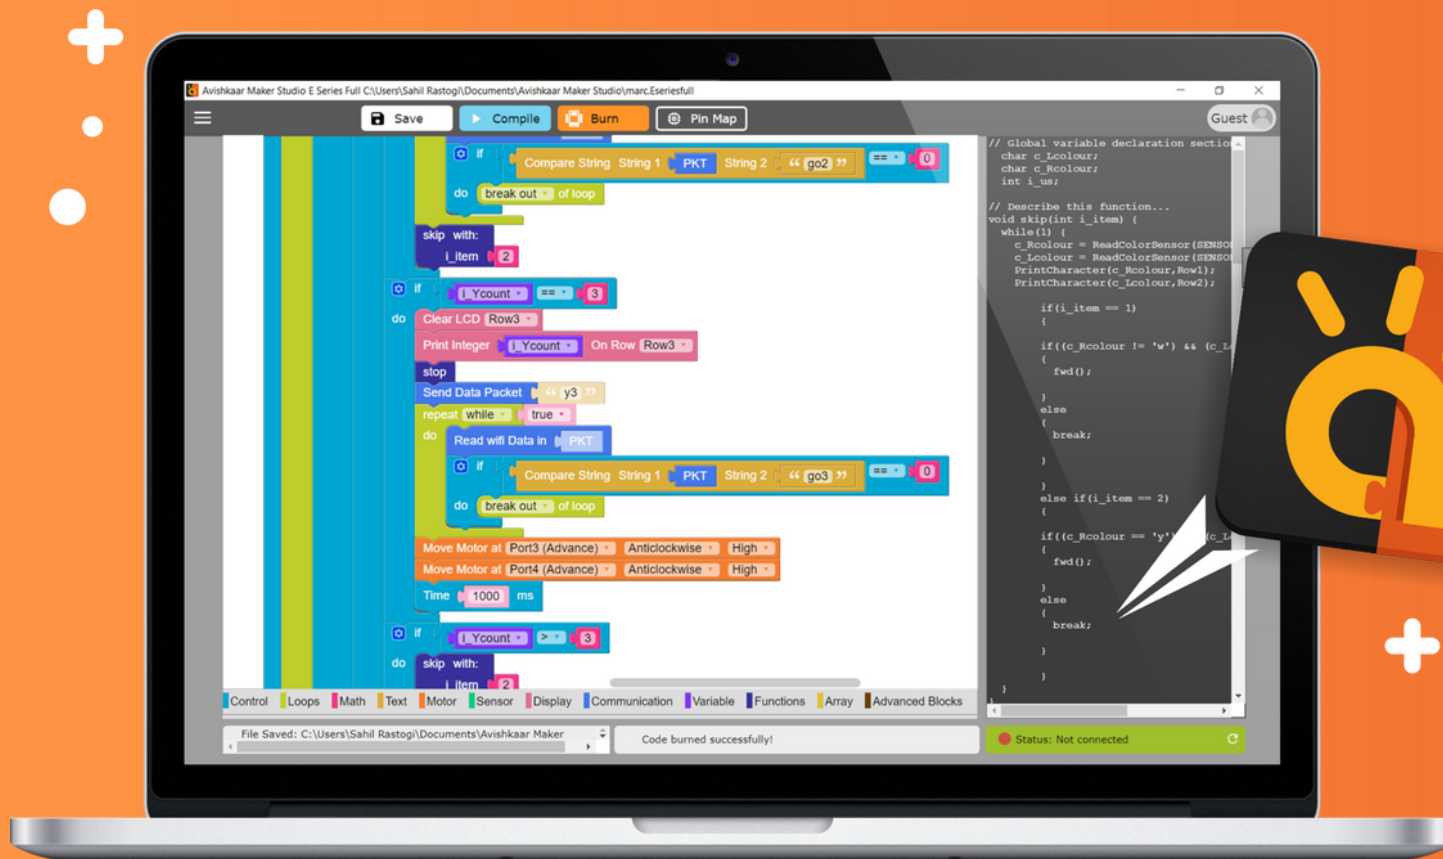 Avishkaar Maker Studio E Series Full C:\Users\Sahil Rastogi\Documents\Avishkaar Maker Studio\marc.Eseriesfull
Save Compile Burn Pin Map Guest
if Compare String String 1 PKT String 2 “ go2 ” == 0
do break out of loop
skip with:
i_item 2
if i_Ycount == 3
do Clear LCD Row3
Print Integer i_Ycount On Row Row3
stop
Send Data Packet “ y3 ”
repeat while true
do Read wifi Data in PKT
if Compare String String 1 PKT String 2 “ go3 ” == 0
do break out of loop
Move Motor at Port3 (Advance) Anticlockwise High
Move Motor at Port4 (Advance) Anticlockwise High
Time 1000 ms
if i_Ycount > 3
do skip with:
i_item 2
Control Loops Math Text Motor Sensor Display Communication Variable Functions Array Advanced Blocks
File Saved: C:\Users\Sahil Rastogi\Documents\Avishkaar Maker
Code burned successfully!
// Global variable declaration section
char c_Lcolour;
char c_Rcolour;
int i_us;
// Describe this function...
void skip(int i_item) {
while(1) {
c_Rcolour = ReadColorSensor(SENSO
c_Lcolour = ReadColorSensor(SENSO
PrintCharacter(c_Rcolour,Row1);
PrintCharacter(c_Lcolour,Row2);
if(i_item == 1)
{
if((c_Rcolour != 'w') && (c_L
{
fwd();
}
else
{
break;
}
}
else if(i_item == 2)
{
if((c_Rcolour == 'y') (c_L
{
fwd();
}
else
{
break;
}
}
}
}
Status: Not connected